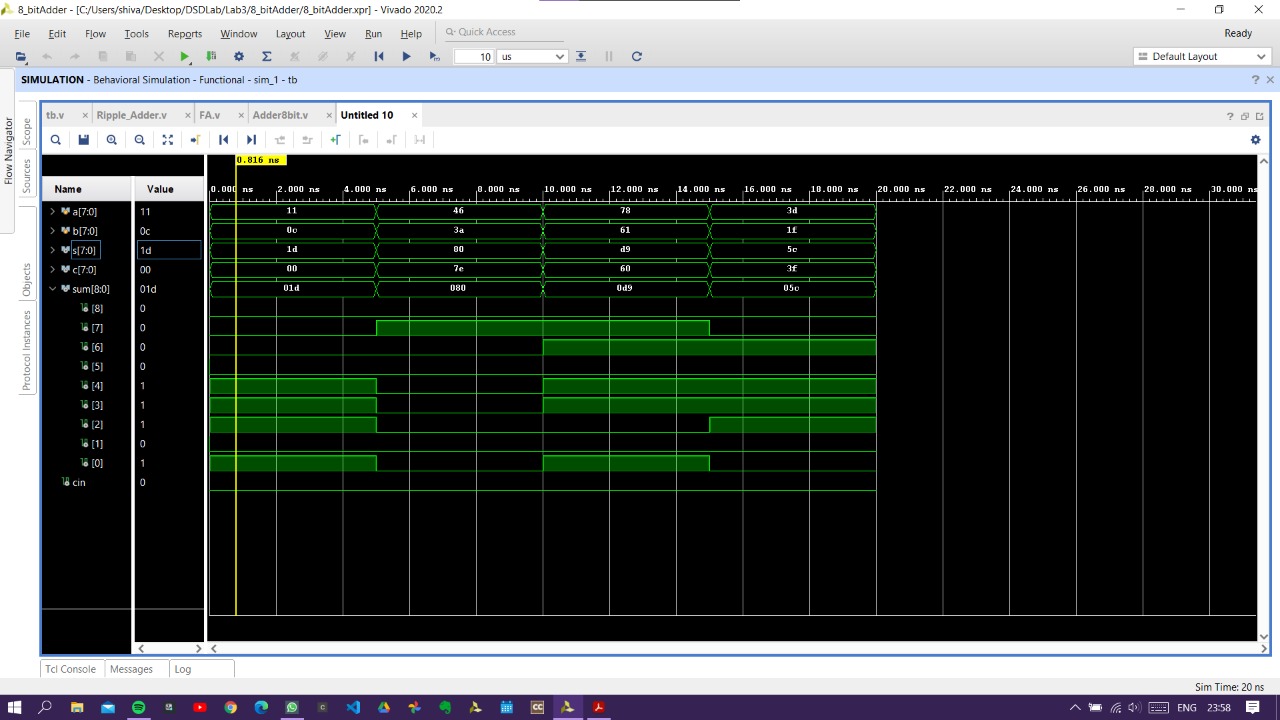 8_bitAdder - [C:/Users/shiva/Desktop/DSDLab/Lab3/8_bitAdder/8_bitAdder.xpr] - Vivado 2020.2
File Edit Flow Tools Reports Window Layout View Run Help Quick Access Ready
10 us Default Layout
SIMULATION - Behavioral Simulation - Functional - sim_1 - tb
Flow Navigator
Scope
Sources
Objects
Protocol Instances
tb.v Ripple_Adder.v FA.v Adder8bit.v Untitled 10
0.816 ns
Name Value 0.000 ns 2.000 ns 4.000 ns 6.000 ns 8.000 ns 10.000 ns 12.000 ns 14.000 ns 16.000 ns 18.000 ns 20.000 ns 22.000 ns 24.000 ns 26.000 ns 28.000 ns 30.000 ns
a[7:0] 11 11 46 78 3d
b[7:0] 0c 0c 3a 61 1f
s[7:0] 1d 1d 80 d9 5c
c[7:0] 00 00 7e 60 3f
sum[8:0] 01d 01d 080 0d9 05c
[8] 0
[7] 0
[6] 0
[5] 0
[4] 1
[3] 1
[2] 1
[1] 0
[0] 1
cin 0
Tcl Console Messages Log
Sim Time: 20 ns
ENG 23:58